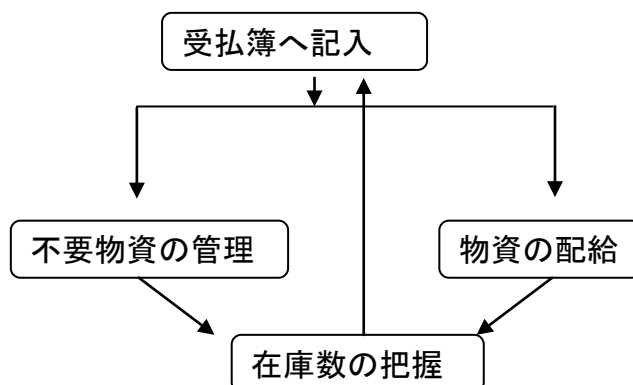 受払簿へ記入
不要物資の管理
物資の配給
在庫数の把握